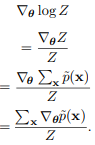 ∇_θ log Z
= ∇_θ Z / Z
= ∇_θ ∑_x p̃(x) / Z
= ∑_x ∇_θ p̃(x) / Z.